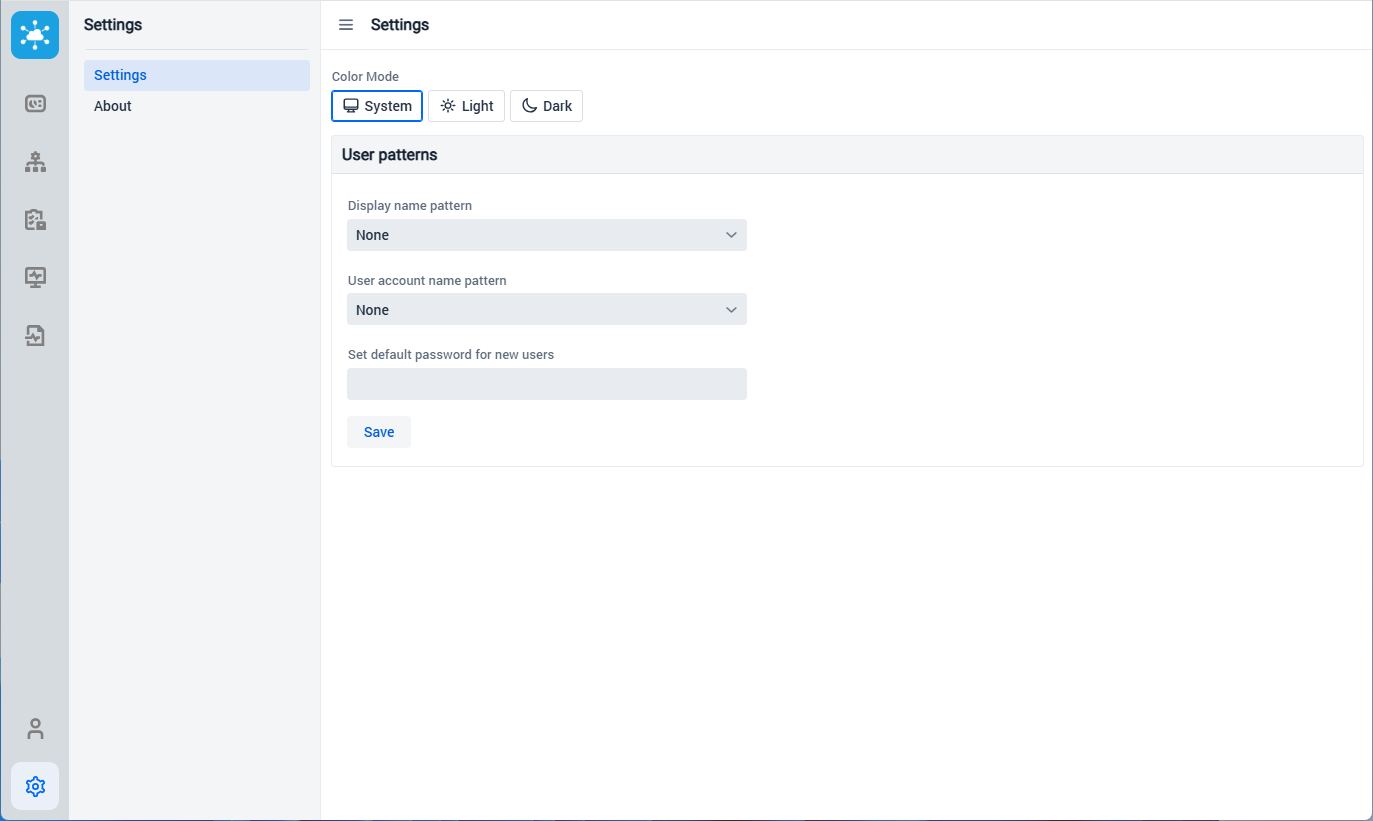 Settings
Settings
About
Settings
Color Mode
System
Light
Dark
User patterns
Display name pattern
None
User account name pattern
None
Set default password for new users
Save